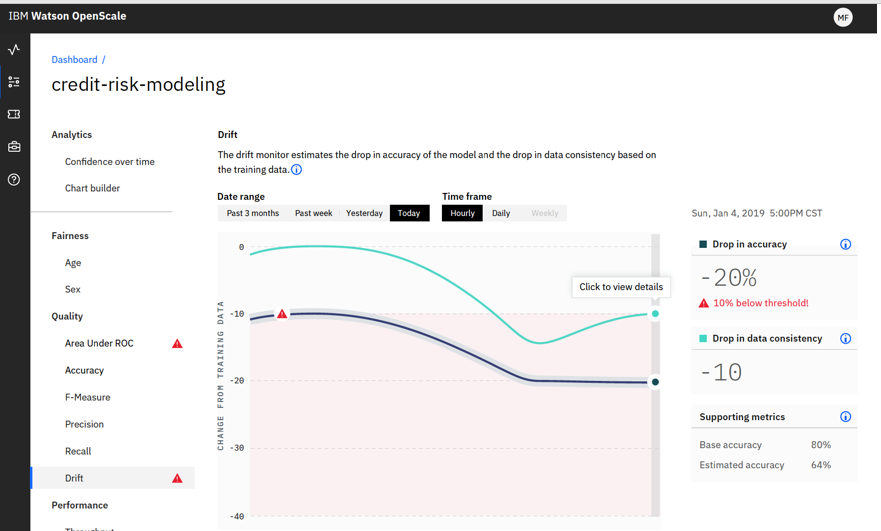 IBM Watson OpenScale
MF
Dashboard /
credit-risk-modeling
Analytics
Confidence over time
Chart builder
Fairness
Age
Sex
Quality
Area Under ROC
Accuracy
F-Measure
Precision
Recall
Drift
Performance
Throughput
Drift
The drift monitor estimates the drop in accuracy of the model and the drop in data consistency based on
the training data.
Date range
Time frame
Past 3 months Past week Yesterday Today
Hourly Daily Weekly
CHANGE FROM TRAINING DATA
0
-10
-20
-30
-40
Click to view details
Sun, Jan 4, 2019 5:00PM CST
Drop in accuracy
-20%
10% below threshold!
Drop in data consistency
-10
Supporting metrics
Base accuracy 80%
Estimated accuracy 64%